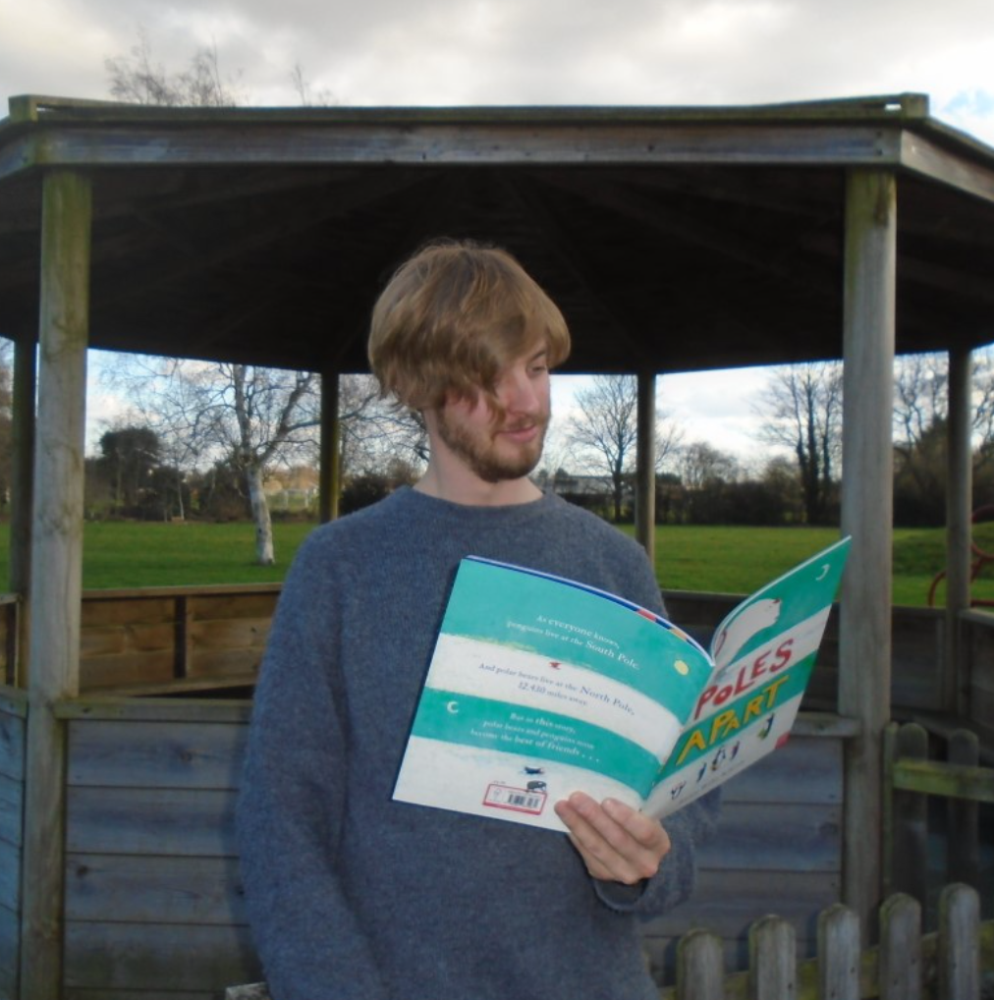 As everyone knows,
penguins live at the South Pole.
And polar bears live at the North Pole,
12,430 miles away.
But in this story,
polar bears and penguins
become the best of friends . . .
POLES
APART